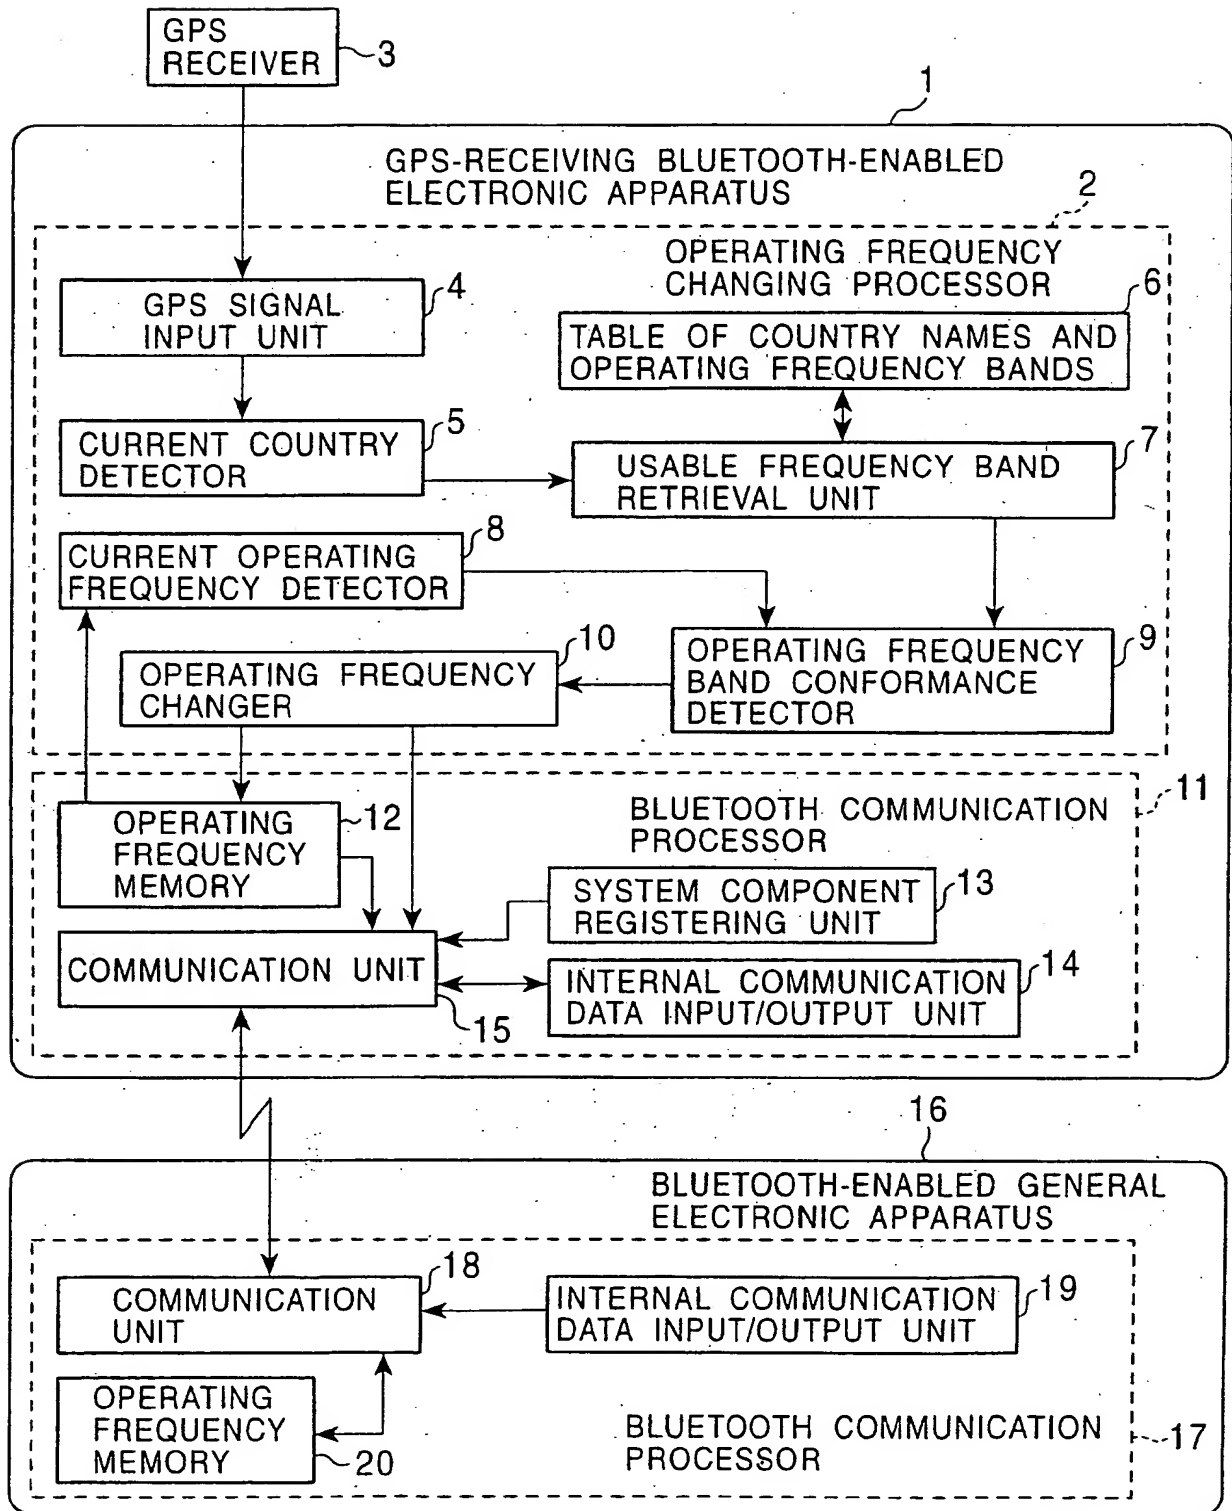 GPS
RECEIVER
3
1
GPS-RECEIVING BLUETOOTH-ENABLED
ELECTRONIC APPARATUS
2
OPERATING FREQUENCY
CHANGING PROCESSOR
GPS SIGNAL
INPUT UNIT
4
6
TABLE OF COUNTRY NAMES AND
OPERATING FREQUENCY BANDS
CURRENT COUNTRY
DETECTOR
5
7
USABLE FREQUENCY BAND
RETRIEVAL UNIT
8
CURRENT OPERATING
FREQUENCY DETECTOR
10
OPERATING FREQUENCY
CHANGER
9
OPERATING FREQUENCY
BAND CONFORMANCE
DETECTOR
11
BLUETOOTH COMMUNICATION
PROCESSOR
OPERATING
FREQUENCY
MEMORY
12
SYSTEM COMPONENT
REGISTERING UNIT
13
COMMUNICATION UNIT
15
INTERNAL COMMUNICATION
DATA INPUT/OUTPUT UNIT
14
16
BLUETOOTH-ENABLED GENERAL
ELECTRONIC APPARATUS
COMMUNICATION
UNIT
18
INTERNAL COMMUNICATION
DATA INPUT/OUTPUT UNIT
19
OPERATING
FREQUENCY
MEMORY
20
BLUETOOTH COMMUNICATION
PROCESSOR
17